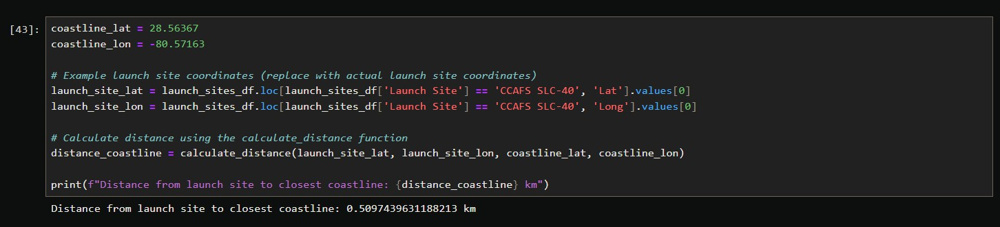 [43]:
coastline_lat = 28.56367
coastline_lon = -80.57163
# Example launch site coordinates (replace with actual launch site coordinates)
launch_site_lat = launch_sites_df.loc[launch_sites_df['Launch Site'] == 'CCAFS SLC-40', 'Lat'].values[0]
launch_site_lon = launch_sites_df.loc[launch_sites_df['Launch Site'] == 'CCAFS SLC-40', 'Long'].values[0]
# Calculate distance using the calculate_distance function
distance_coastline = calculate_distance(launch_site_lat, launch_site_lon, coastline_lat, coastline_lon)
print(f"Distance from launch site to closest coastline: {distance_coastline} km")
Distance from launch site to closest coastline: 0.5097439631188213 km